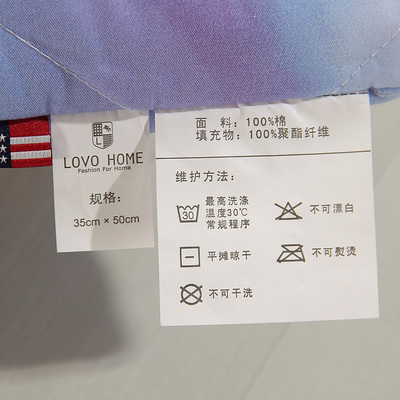 L
LOVO HOME
Fashion For Home
规格:
35cm × 50cm
面　料: 100%棉
填充物: 100%聚酯纤维
维护方法:
30
最高洗涤
温度30℃
常规程序
不可漂白
平摊晾干
不可熨烫
不可干洗